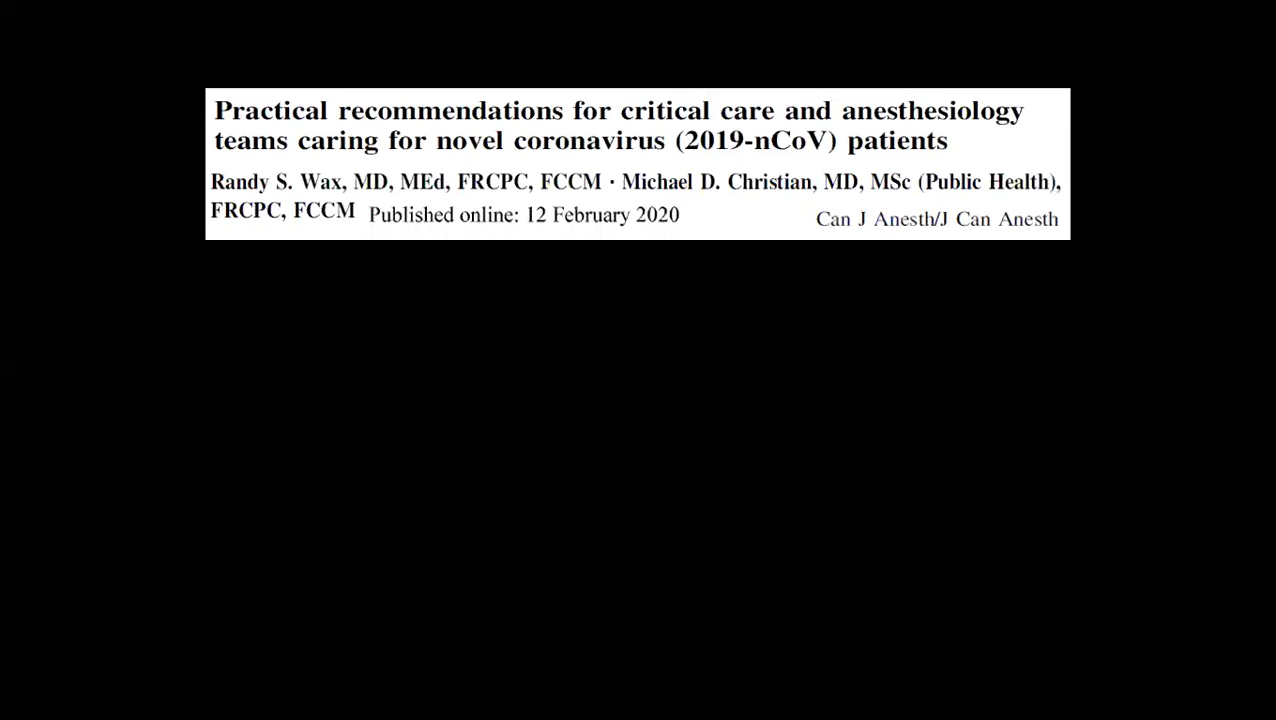 Practical recommendations for critical care and anesthesiology
teams caring for novel coronavirus (2019-nCoV) patients
Randy S. Wax, MD, MEd, FRCPC, FCCM · Michael D. Christian, MD, MSc (Public Health),
FRCPC, FCCM Published online: 12 February 2020 Can J Anesth/J Can Anesth